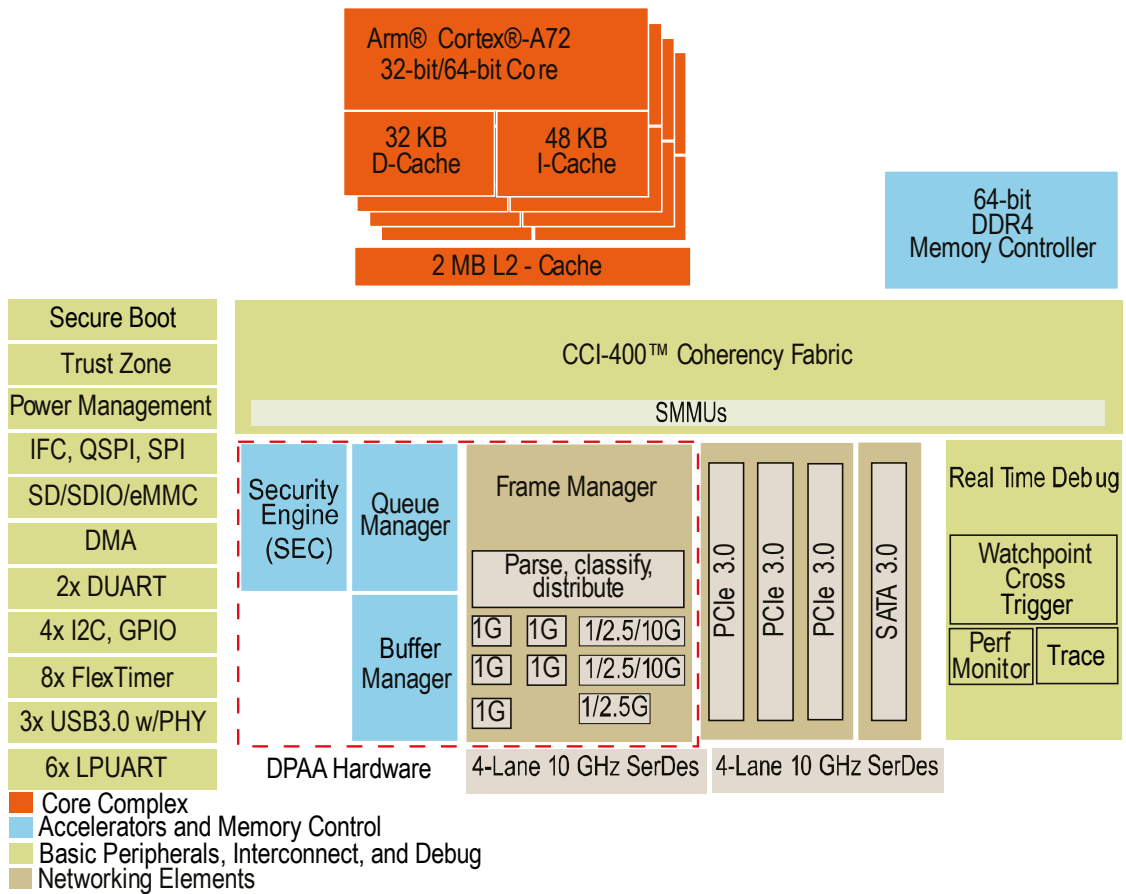 Arm® Cortex®-A72
32-bit/64-bit Core
32 KB
D-Cache
48 KB
I-Cache
2 MB L2 - Cache
64-bit
DDR4
Memory Controller
Secure Boot
Trust Zone
Power Management
IFC, QSPI, SPI
SD/SDIO/eMMC
DMA
2x DUART
4x I2C, GPIO
8x FlexTimer
3x USB3.0 w/PHY
6x LPUART
CCI-400™ Coherency Fabric
SMMUs
Security
Engine
(SEC)
Queue
Manager
Buffer
Manager
Frame Manager
Parse, classify,
distribute
1G 1G 1/2.5/10G
1G 1G 1/2.5/10G
1G 1/2.5G
PCIe 3.0
PCIe 3.0
PCIe 3.0
SATA 3.0
Real Time Debug
Watchpoint
Cross
Trigger
Perf
Monitor
Trace
DPAA Hardware
4-Lane 10 GHz SerDes
4-Lane 10 GHz SerDes
Core Complex
Accelerators and Memory Control
Basic Peripherals, Interconnect, and Debug
Networking Elements